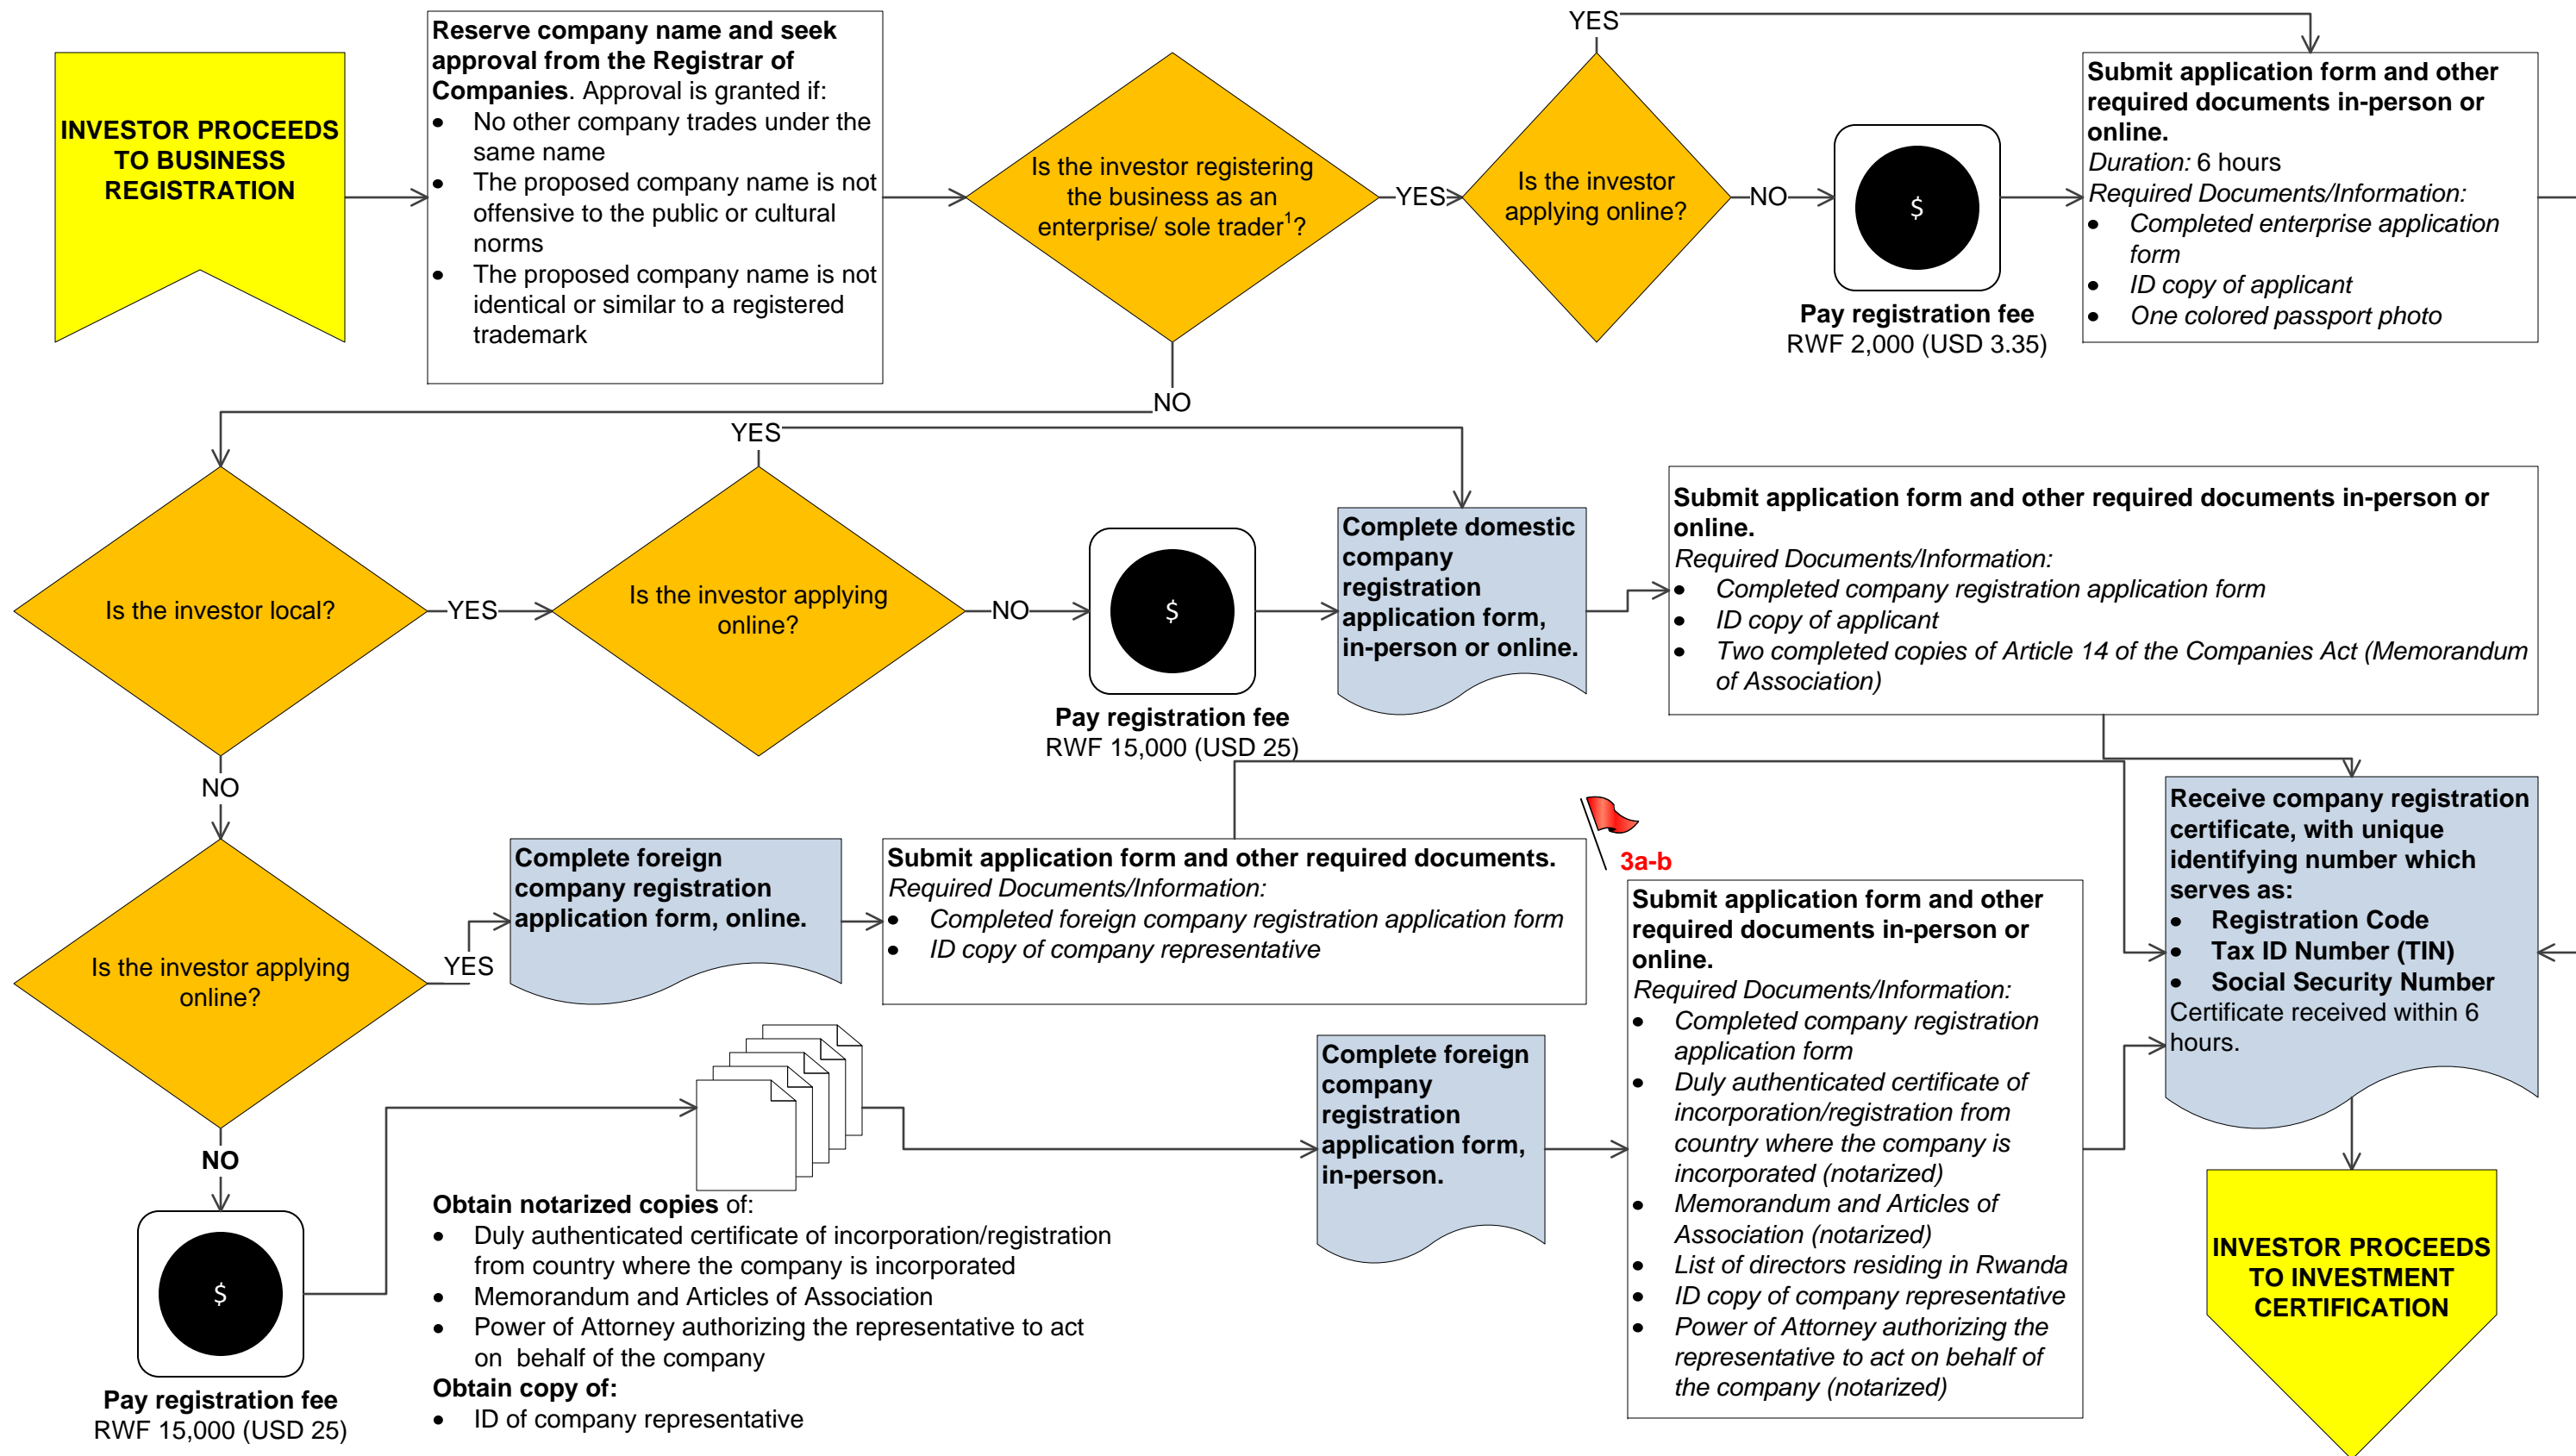 INVESTOR PROCEEDS
TO BUSINESS
REGISTRATION
Reserve company name and seek
approval from the Registrar of
Companies. Approval is granted if:
• No other company trades under the
same name
• The proposed company name is not
offensive to the public or cultural
norms
• The proposed company name is not
identical or similar to a registered
trademark
Is the investor registering
the business as an
enterprise/ sole trader1?
YES
NO
Is the investor
applying online?
YES
NO
$
Pay registration fee
RWF 2,000 (USD 3.35)
Submit application form and other
required documents in-person or
online.
Duration: 6 hours
Required Documents/Information:
• Completed enterprise application
form
• ID copy of applicant
• One colored passport photo
Is the investor local?
YES
NO
Is the investor applying
online?
YES
NO
$
Pay registration fee
RWF 15,000 (USD 25)
Complete domestic
company
registration
application form,
in-person or online.
Submit application form and other required documents in-person or
online.
Required Documents/Information:
• Completed company registration application form
• ID copy of applicant
• Two completed copies of Article 14 of the Companies Act (Memorandum
of Association)
Is the investor applying
online?
YES
NO
Complete foreign
company registration
application form, online.
Submit application form and other required documents.
Required Documents/Information:
• Completed foreign company registration application form
• ID copy of company representative
$
Pay registration fee
RWF 15,000 (USD 25)
Obtain notarized copies of:
• Duly authenticated certificate of incorporation/registration
from country where the company is incorporated
• Memorandum and Articles of Association
• Power of Attorney authorizing the representative to act
on behalf of the company
Obtain copy of:
• ID of company representative
Complete foreign
company
registration
application form,
in-person.
3a-b
Submit application form and other
required documents in-person or
online.
Required Documents/Information:
• Completed company registration
application form
• Duly authenticated certificate of
incorporation/registration from
country where the company is
incorporated (notarized)
• Memorandum and Articles of
Association (notarized)
• List of directors residing in Rwanda
• ID copy of company representative
• Power of Attorney authorizing the
representative to act on behalf of
the company (notarized)
Receive company registration
certificate, with unique
identifying number which
serves as:
• Registration Code
• Tax ID Number (TIN)
• Social Security Number
Certificate received within 6
hours.
INVESTOR PROCEEDS
TO INVESTMENT
CERTIFICATION